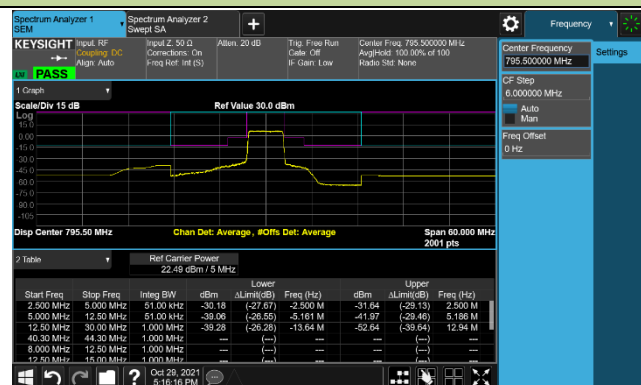 Spectrum Analyzer 1
SEM
Spectrum Analyzer 2
Swept SA
+
Frequency
KEYSIGHT
Input: RF
Coupling: DC
Align: Auto
Input Z: 50 Ω
Corrections: On
Freq Ref: Int (S)
Atten: 20 dB
Trig: Free Run
Gate: Off
IF Gain: Low
Center Freq: 795.500000 MHz
Avg|Hold: 100.00% of 100
Radio Std: None
PASS
Center Frequency
795.500000 MHz
Settings
CF Step
6.000000 MHz
Auto
Man
Freq Offset
0 Hz
1 Graph
Scale/Div 15 dB
Ref Value 30.0 dBm
Log
15.0
0.00
-15.0
-30.0
-45.0
-60.0
-75.0
-90.0
-105
Disp Center 795.50 MHz
Chan Det: Average, #Offs Det: Average
Span 60.000 MHz
2001 pts
2 Table
Ref Carrier Power
22.49 dBm / 5 MHz
Lower Upper
Start Freq Stop Freq Integ BW dBm ΔLimit(dB) Freq (Hz) dBm ΔLimit(dB) Freq (Hz)
2.500 MHz 5.000 MHz 51.00 kHz -30.18 (-27.67) -2.500 M -31.64 (-29.13) 2.500 M
5.000 MHz 12.50 MHz 51.00 kHz -39.06 (-26.55) -5.161 M -41.97 (-29.46) 5.186 M
12.50 MHz 30.00 MHz 1.000 MHz -39.28 (-26.28) -13.64 M -52.64 (-39.64) 12.94 M
40.30 MHz 44.30 MHz 1.000 MHz --- (---) --- (---)
8.000 MHz 12.50 MHz 1.000 MHz --- (---) --- (---)
12.50 MHz 15.00 MHz 1.000 MHz --- (---) --- (---)
?
Oct 29, 2021
5:16:16 PM